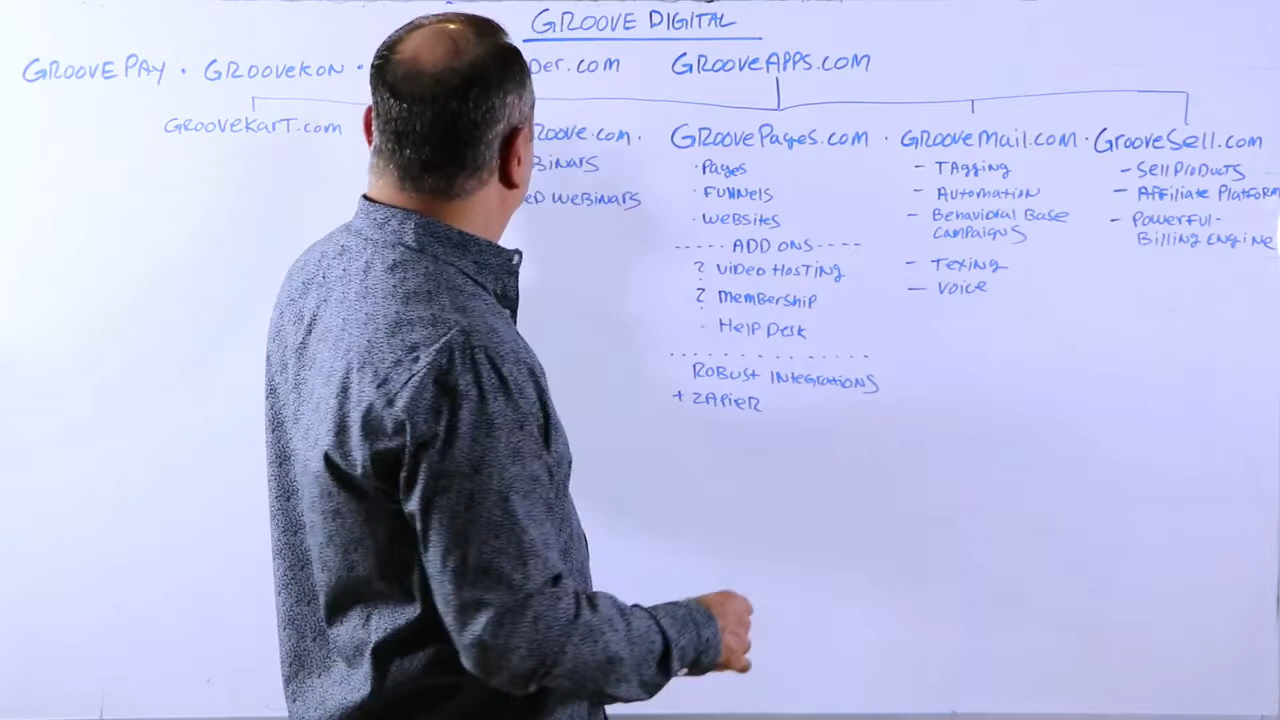 GROOVE DIGITAL
GROOVE PAY · GROOVEKON · DER.COM GROOVEAPPS.COM
GROOVEKART.COM
ROOVE.COM · GROOVEPAGES.COM · GROOVEMAIL.COM · GROOVESELL.COM
BINARS
ED WEBINARS
· PAGES
· FUNNELS
· WEBSITES
----- ADD ONS ----
? VIDEO HOSTING
? MEMBERSHIP
· HELP DESK
ROBUST INTEGRATIONS
+ ZAPIER
- TAGGING
- AUTOMATION
- BEHAVIORAL BASE
CAMPAIGNS
- TEXING
- VOICE
- SELL PRODUCTS
- AFFILIATE PLATFORM
- POWERFUL-
BILLING ENGINE